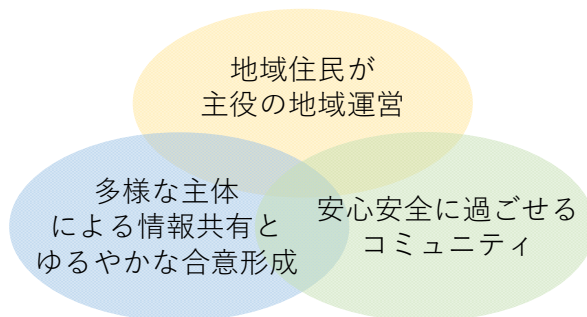 地域住民が
主役の地域運営
多様な主体
による情報共有と
ゆるやかな合意形成
安心安全に過ごせる
コミュニティ